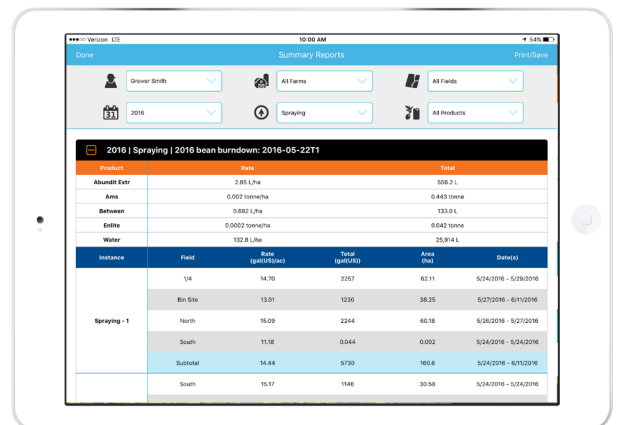 Verizon LTE 10:00 AM 54%
Done Summary Reports Print/Save
Grower Smith All Farms All Fields
31 2016 Spraying All Products
2016 | Spraying | 2016 bean burndown: 2016-05-22T1
Product Rate Total
Abundit Extr 2.85 L/ha 556.2 L
Ams 0.002 tonne/ha 0.443 tonne
Between 0.682 L/ha 133.0 L
Enlite 0.0002 tonne/ha 0.042 tonne
Water 132.8 L/ha 25,914 L
Instance Field Rate Total Area Date(s)
(gal(US)/ac) (gal(US)) (ha)
1/4 14.70 2257 62.11 5/24/2016 - 5/29/2016
Bin Site 13.01 1230 38.25 5/27/2016 - 6/11/2016
Spraying - 1 North 15.09 2244 60.18 5/26/2016 - 5/27/2016
South 11.18 0.044 0.002 5/24/2016 - 5/24/2016
Subtotal 14.44 5730 160.6 5/24/2016 - 6/11/2016
South 15.17 1146 30.58 5/24/2016 - 5/24/2016